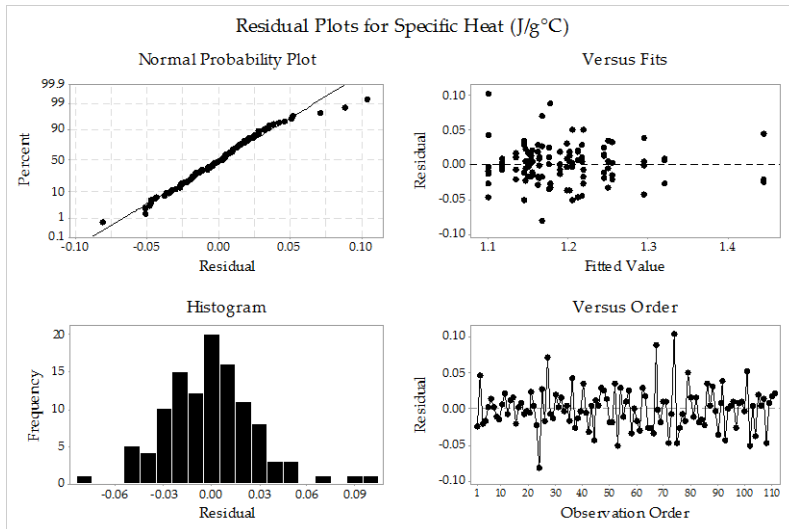 Residual Plots for Specific Heat (J/g°C)
Normal Probability Plot
99.9
99
90
50
10
1
0.1
Percent
-0.10 -0.05 0.00 0.05 0.10
Residual
Versus Fits
0.10
0.05
0.00
-0.05
-0.10
Residual
1.1 1.2 1.3 1.4
Fitted Value
Histogram
20
15
10
5
0
Frequency
-0.06 -0.03 0.00 0.03 0.06 0.09
Residual
Versus Order
0.10
0.05
0.00
-0.05
-0.10
Residual
1 10 20 30 40 50 60 70 80 90 100 110
Observation Order